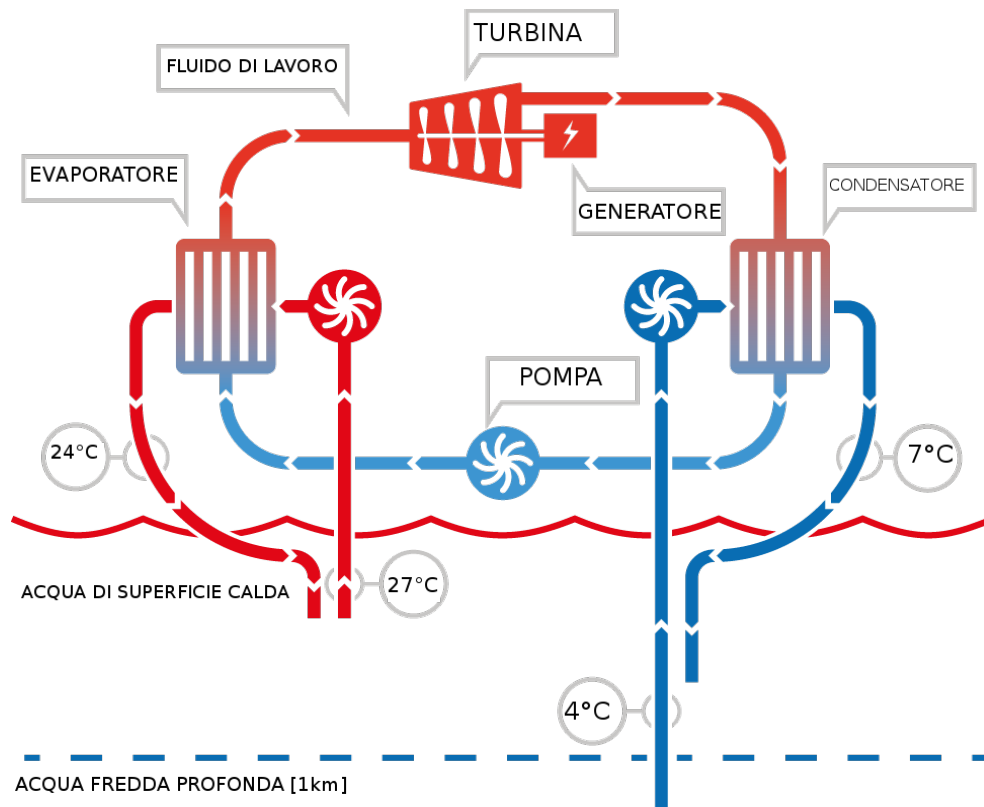 TURBINA
FLUIDO DI LAVORO
EVAPORATORE
CONDENSATORE
GENERATORE
POMPA
24°C
7°C
27°C
ACQUA DI SUPERFICIE CALDA
4°C
ACQUA FREDDA PROFONDA [1km]